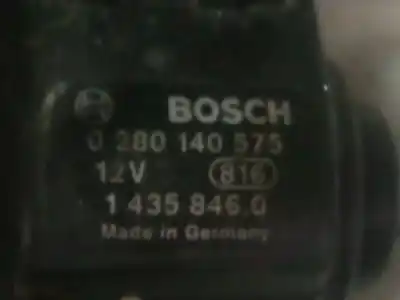 BOSCH
0 280 140 575
12V 816
1 435 846.0
Made in Germany